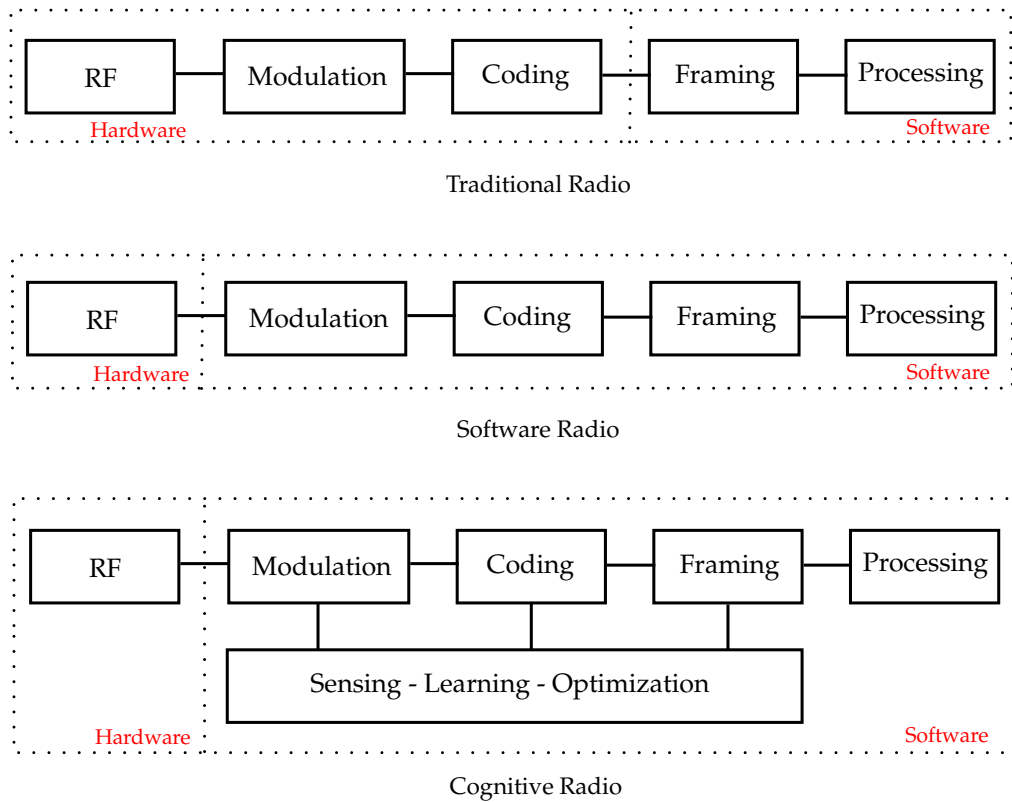 RF
Modulation
Coding
Framing
Processing
Hardware
Software
Traditional Radio
RF
Modulation
Coding
Framing
Processing
Hardware
Software
Software Radio
RF
Modulation
Coding
Framing
Processing
Sensing - Learning - Optimization
Hardware
Software
Cognitive Radio